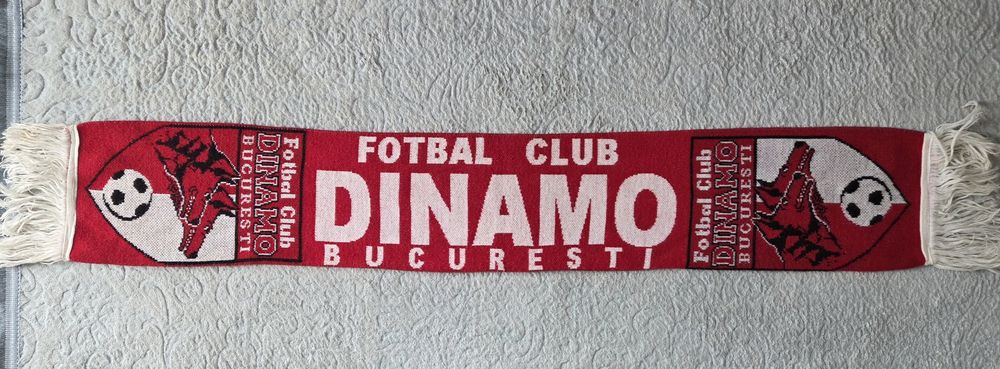 Fotbal Club
DINAMO
BUCURESTI
FOTBAL CLUB
DINAMO
BUCURESTI
Fotbal Club
DINAMO
BUCURESTI